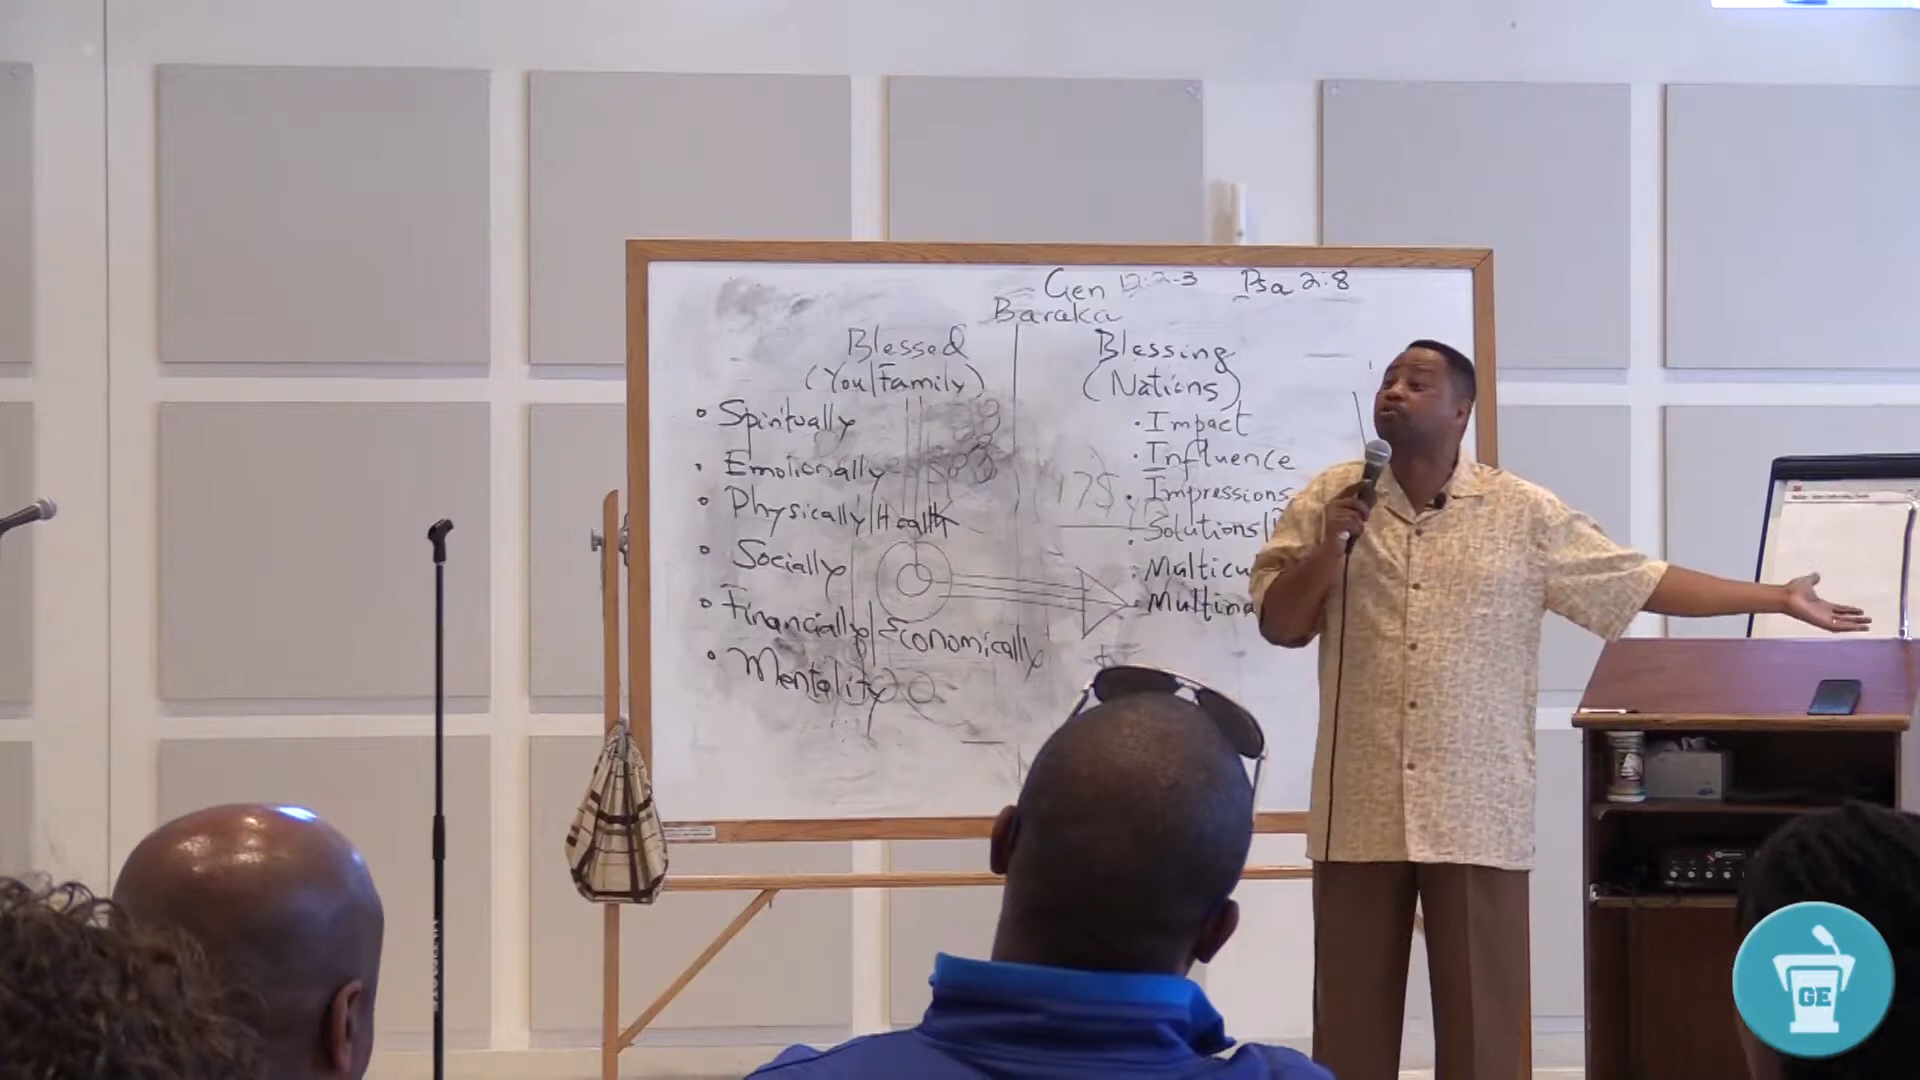 Gen 12:2-3 Psa 2:8
Baraka
Blessed
(You/Family)
• Spiritually
• Emotionally
• Physically/Health
• Socially
• Financially/Economically
• Mentality
Blessing
(Nations)
• Impact
• Influence
• Impressions
• Solutions/
GE